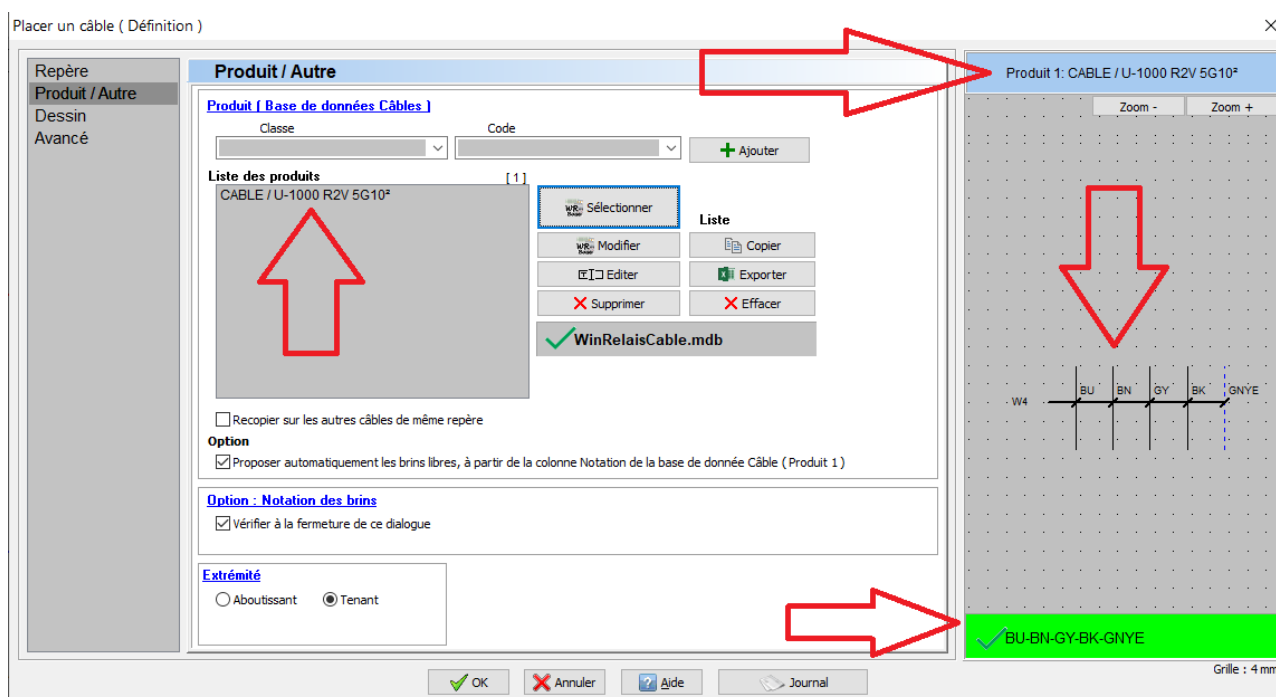 Placer un câble ( Définition )
Repère
Produit / Autre
Dessin
Avancé
Produit / Autre
Produit ( Base de données Câbles )
Classe
Code
Ajouter
Liste des produits
[ 1 ]
CABLE / U-1000 R2V 5G10²
Sélectionner
Liste
Modifier
Copier
Editer
Exporter
Supprimer
Effacer
WinRelaisCable.mdb
Recopier sur les autres câbles de même repère
Option
Proposer automatiquement les brins libres, à partir de la colonne Notation de la base de donnée Câble ( Produit 1 )
Option : Notation des brins
Vérifier à la fermeture de ce dialogue
Extrémité
Aboutissant
Tenant
Produit 1: CABLE / U-1000 R2V 5G10²
Zoom -
Zoom +
W4
BU
BN
GY
BK
GNYE
BU-BN-GY-BK-GNYE
Grille : 4 mm
OK
Annuler
Aide
Journal